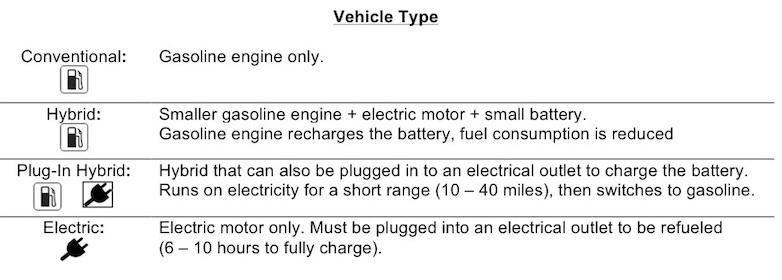 Vehicle Type
Conventional: Gasoline engine only.
Hybrid: Smaller gasoline engine + electric motor + small battery.
Gasoline engine recharges the battery, fuel consumption is reduced
Plug-In Hybrid: Hybrid that can also be plugged in to an electrical outlet to charge the battery.
Runs on electricity for a short range (10 – 40 miles), then switches to gasoline.
Electric: Electric motor only. Must be plugged into an electrical outlet to be refueled
(6 – 10 hours to fully charge).